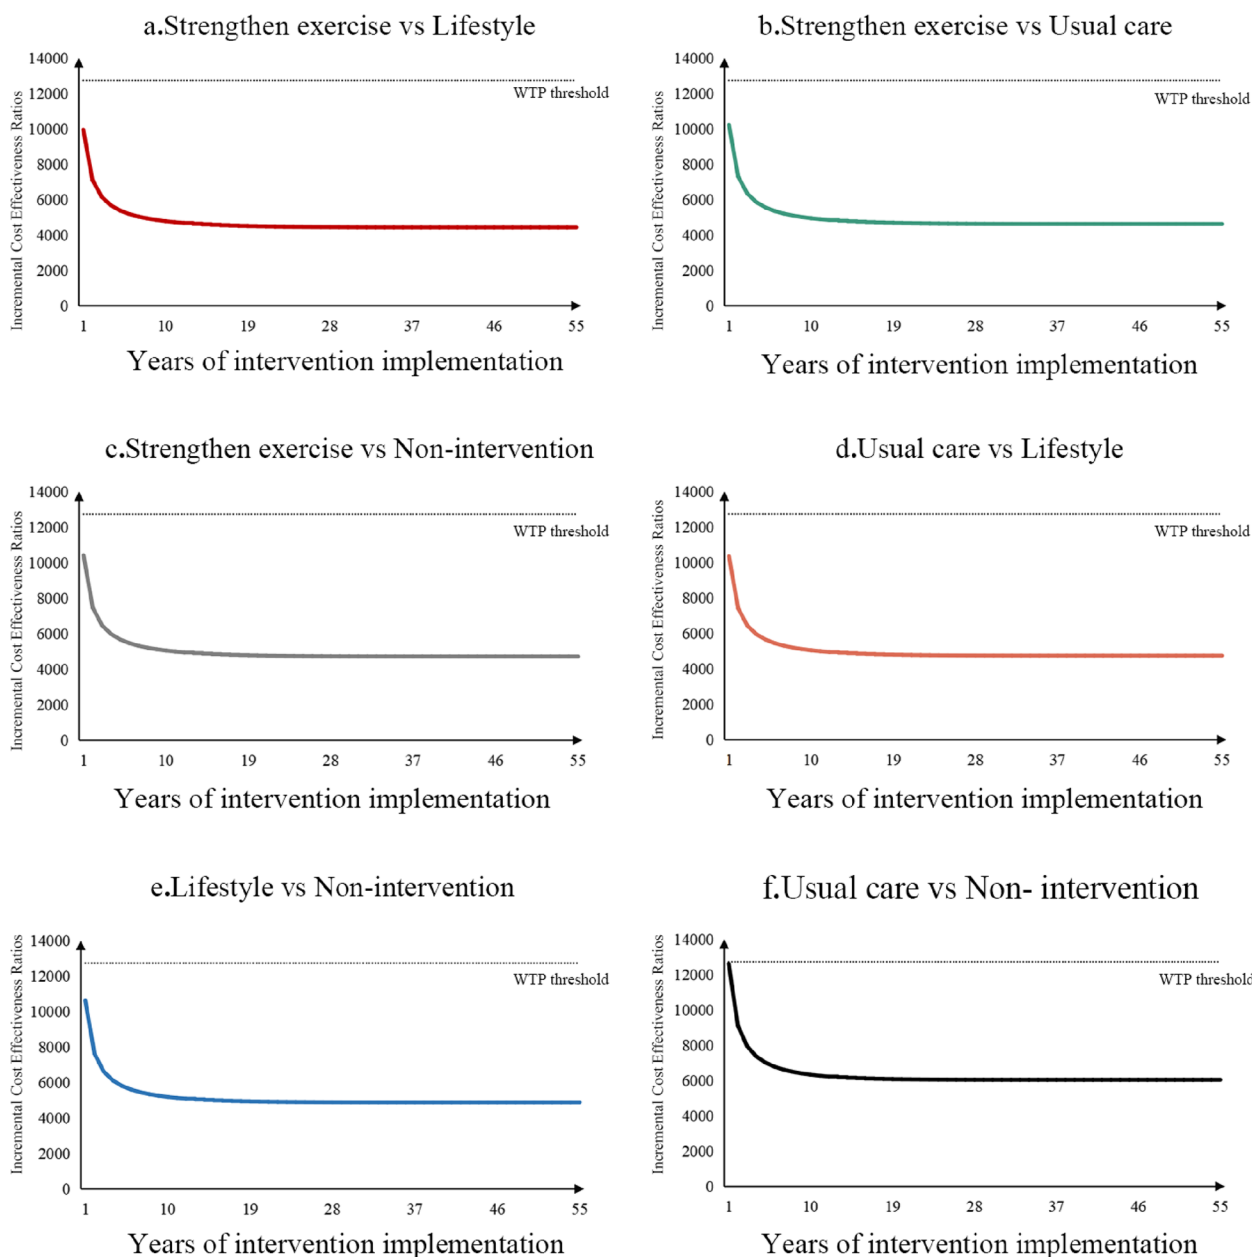 a.Strengthen exercise vs Lifestyle
Incremental Cost Effectiveness Ratios
14000
12000
10000
8000
6000
4000
2000
0
WTP threshold
1 10 19 28 37 46 55
Years of intervention implementation
b.Strengthen exercise vs Usual care
Incremental Cost Effectiveness Ratios
14000
12000
10000
8000
6000
4000
2000
0
WTP threshold
1 10 19 28 37 46 55
Years of intervention implementation
c.Strengthen exercise vs Non-intervention
Incremental Cost Effectiveness Ratios
14000
12000
10000
8000
6000
4000
2000
0
WTP threshold
1 10 19 28 37 46 55
Years of intervention implementation
d.Usual care vs Lifestyle
Incremental Cost Effectiveness Ratios
14000
12000
10000
8000
6000
4000
2000
0
WTP threshold
1 10 19 28 37 46 55
Years of intervention implementation
e.Lifestyle vs Non-intervention
Incremental Cost Effectiveness Ratios
14000
12000
10000
8000
6000
4000
2000
0
WTP threshold
1 10 19 28 37 46 55
Years of intervention implementation
f.Usual care vs Non- intervention
Incremental Cost Effectiveness Ratios
14000
12000
10000
8000
6000
4000
2000
0
WTP threshold
1 10 19 28 37 46 55
Years of intervention implementation